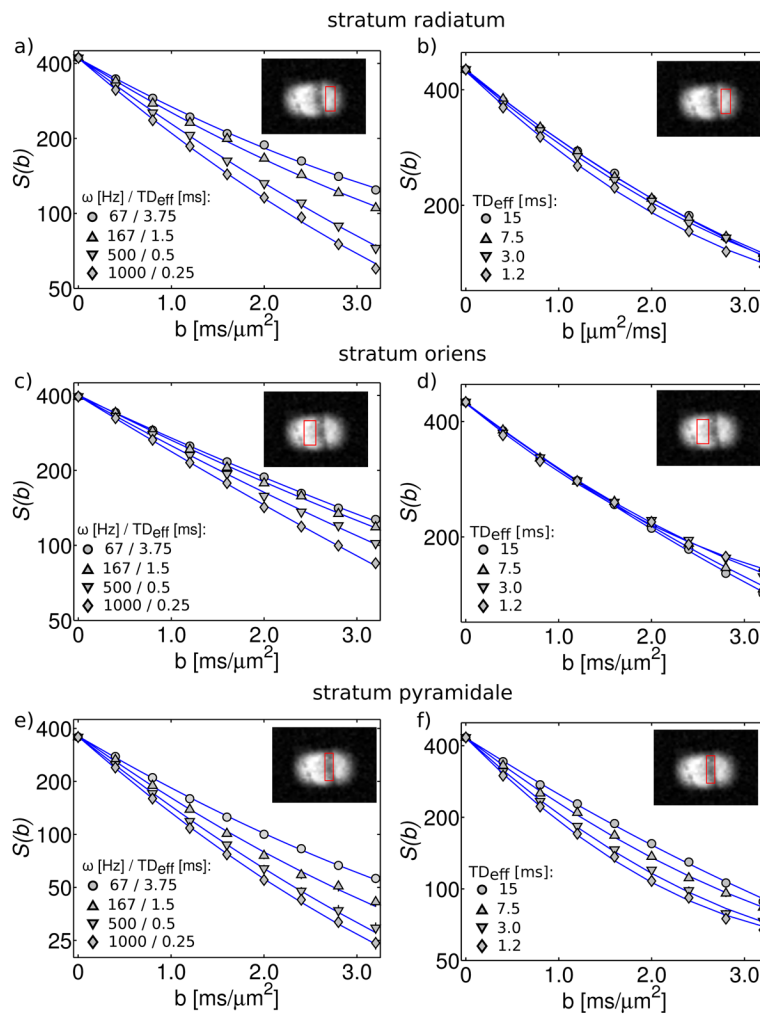 stratum radiatum
a)
400
200
100
50
S(b)
ω [Hz] / TDeff [ms]:
67 / 3.75
167 / 1.5
500 / 0.5
1000 / 0.25
0.0 1.0 2.0 3.0
b [ms/μm²]
b)
400
200
TDeff [ms]:
15
7.5
3.0
1.2
0.0 1.0 2.0 3.0
b [μm²/ms]
stratum oriens
c)
400
200
100
50
S(b)
ω [Hz] / TDeff [ms]:
67 / 3.75
167 / 1.5
500 / 0.5
1000 / 0.25
0.0 1.0 2.0 3.0
b [ms/μm²]
d)
400
200
TDeff [ms]:
15
7.5
3.0
1.2
0.0 1.0 2.0 3.0
b [ms/μm²]
stratum pyramidale
e)
400
200
100
50
25
S(b)
ω [Hz] / TDeff [ms]:
67 / 3.75
167 / 1.5
500 / 0.5
1000 / 0.25
0.0 1.0 2.0 3.0
b [ms/μm²]
f)
400
200
100
50
TDeff [ms]:
15
7.5
3.0
1.2
0.0 1.0 2.0 3.0
b [ms/μm²]